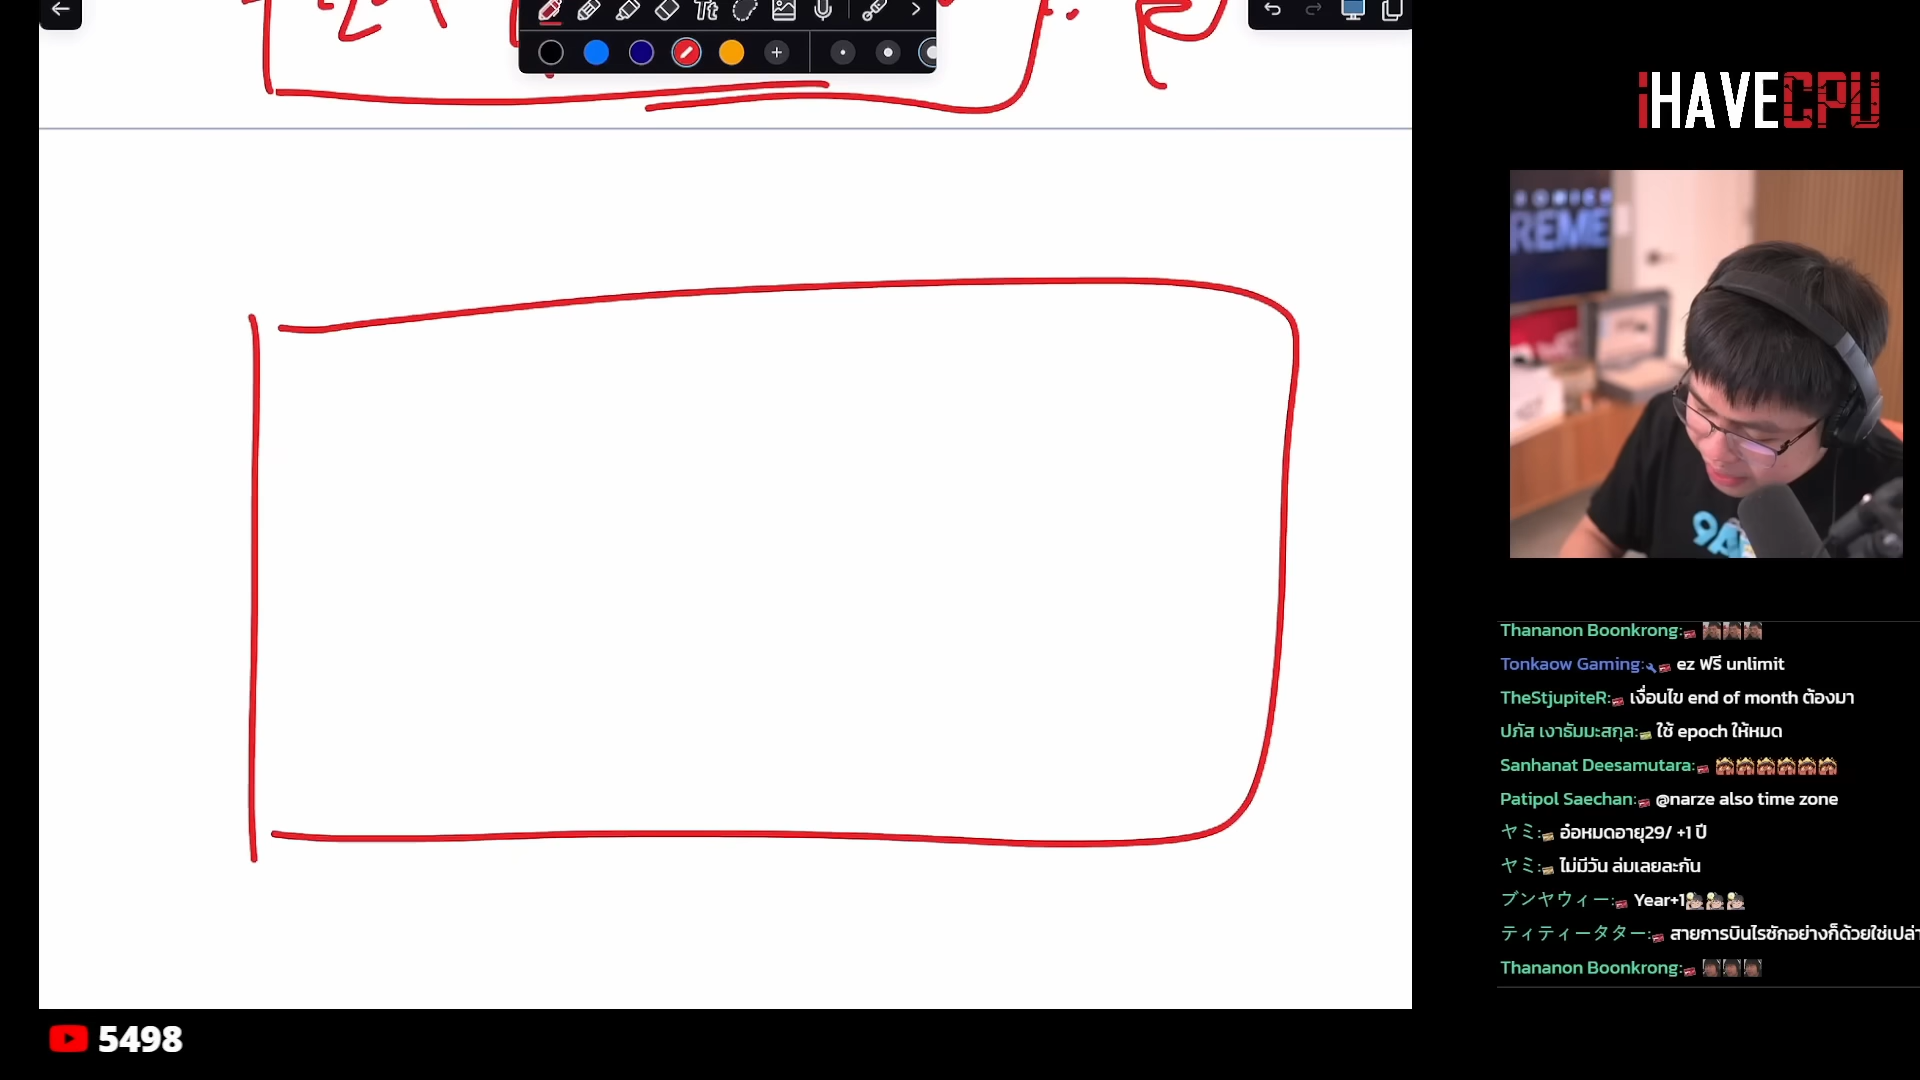 Tt
iHAVECPU
REME
9A
Thananon Boonkrong:
Tonkaow Gaming: ez ฟรี unlimit
TheStjupiteR: เงื่อนไข end of month ต้องมา
ปภัส เงาธัมมะสกุล: ใช้ epoch ให้หมด
Sanhanat Deesamutara:
Patipol Saechan: @narze also time zone
ヤミ: อ๋อหมดอายุ29/ +1 ปี
ヤミ: ไม่มีวัน ล่มเลยละกัน
ブンヤウィー: Year+1
ティティータター: สายการบินไรซักอย่างก็ด้วยใช่เปล่า
Thananon Boonkrong:
5498